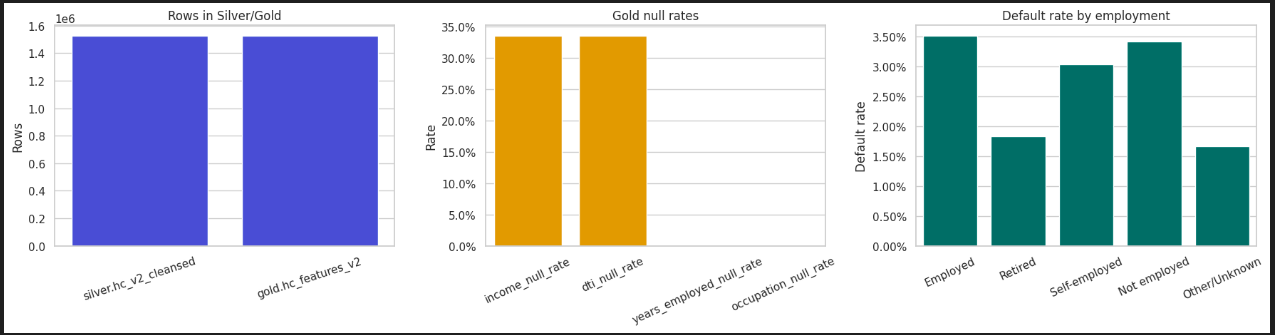 Rows in Silver/Gold
1e6
1.6
1.4
1.2
1.0
0.8
0.6
0.4
0.2
0.0
Rows
silver.hc_v2_cleansed
gold.hc_features_v2
Gold null rates
35.0%
30.0%
25.0%
20.0%
15.0%
10.0%
5.0%
0.0%
Rate
income_null_rate
dti_null_rate
years_employed_null_rate
occupation_null_rate
Default rate by employment
3.50%
3.00%
2.50%
2.00%
1.50%
1.00%
0.50%
0.00%
Default rate
Employed
Retired
Self-employed
Not employed
Other/Unknown